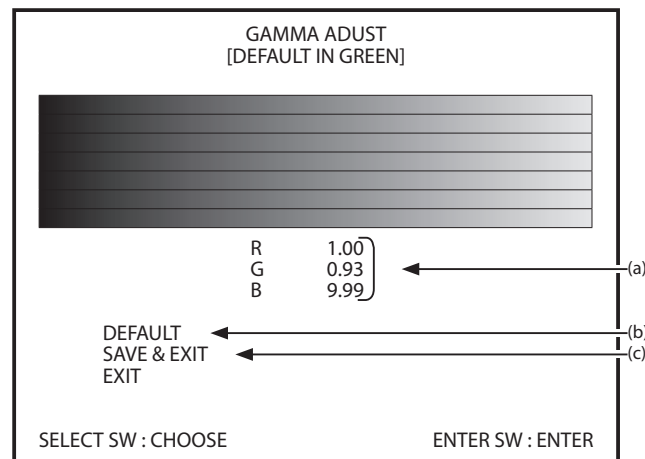 GAMMA ADUST
[DEFAULT IN GREEN]
R 1.00
G 0.93
B 9.99
(a)
DEFAULT
(b)
SAVE & EXIT
(c)
EXIT
SELECT SW : CHOOSE
ENTER SW : ENTER